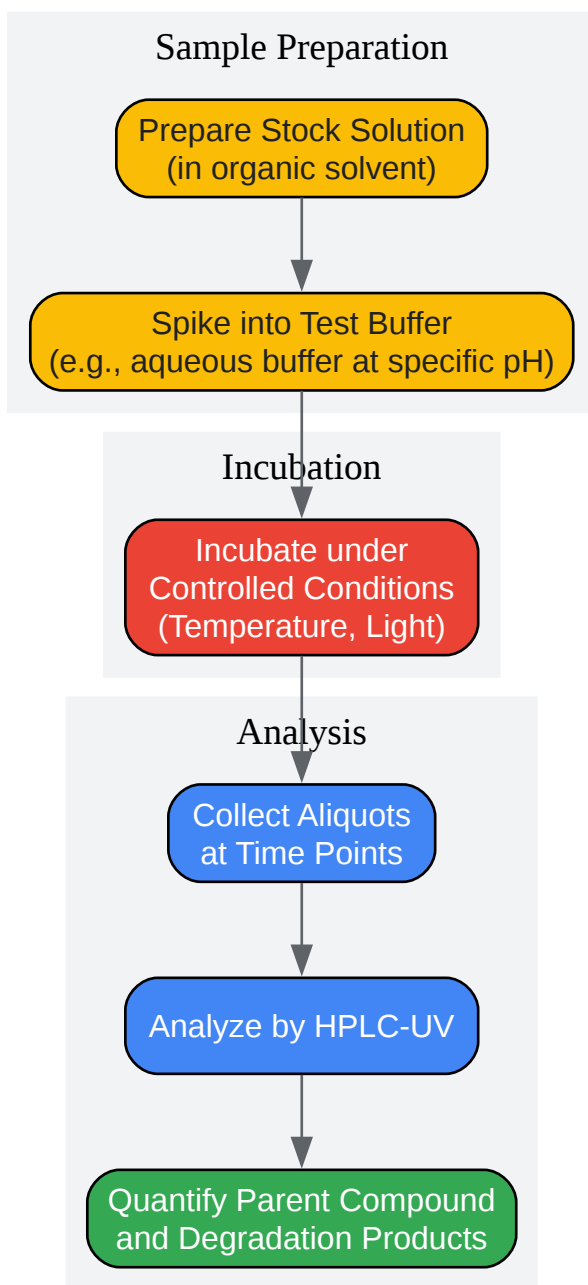 Sample Preparation
Prepare Stock Solution
(in organic solvent)
Spike into Test Buffer
(e.g., aqueous buffer at specific pH)
Incubation
Incubate under
Controlled Conditions
(Temperature, Light)
Analysis
Collect Aliquots
at Time Points
Analyze by HPLC-UV
Quantify Parent Compound
and Degradation Products